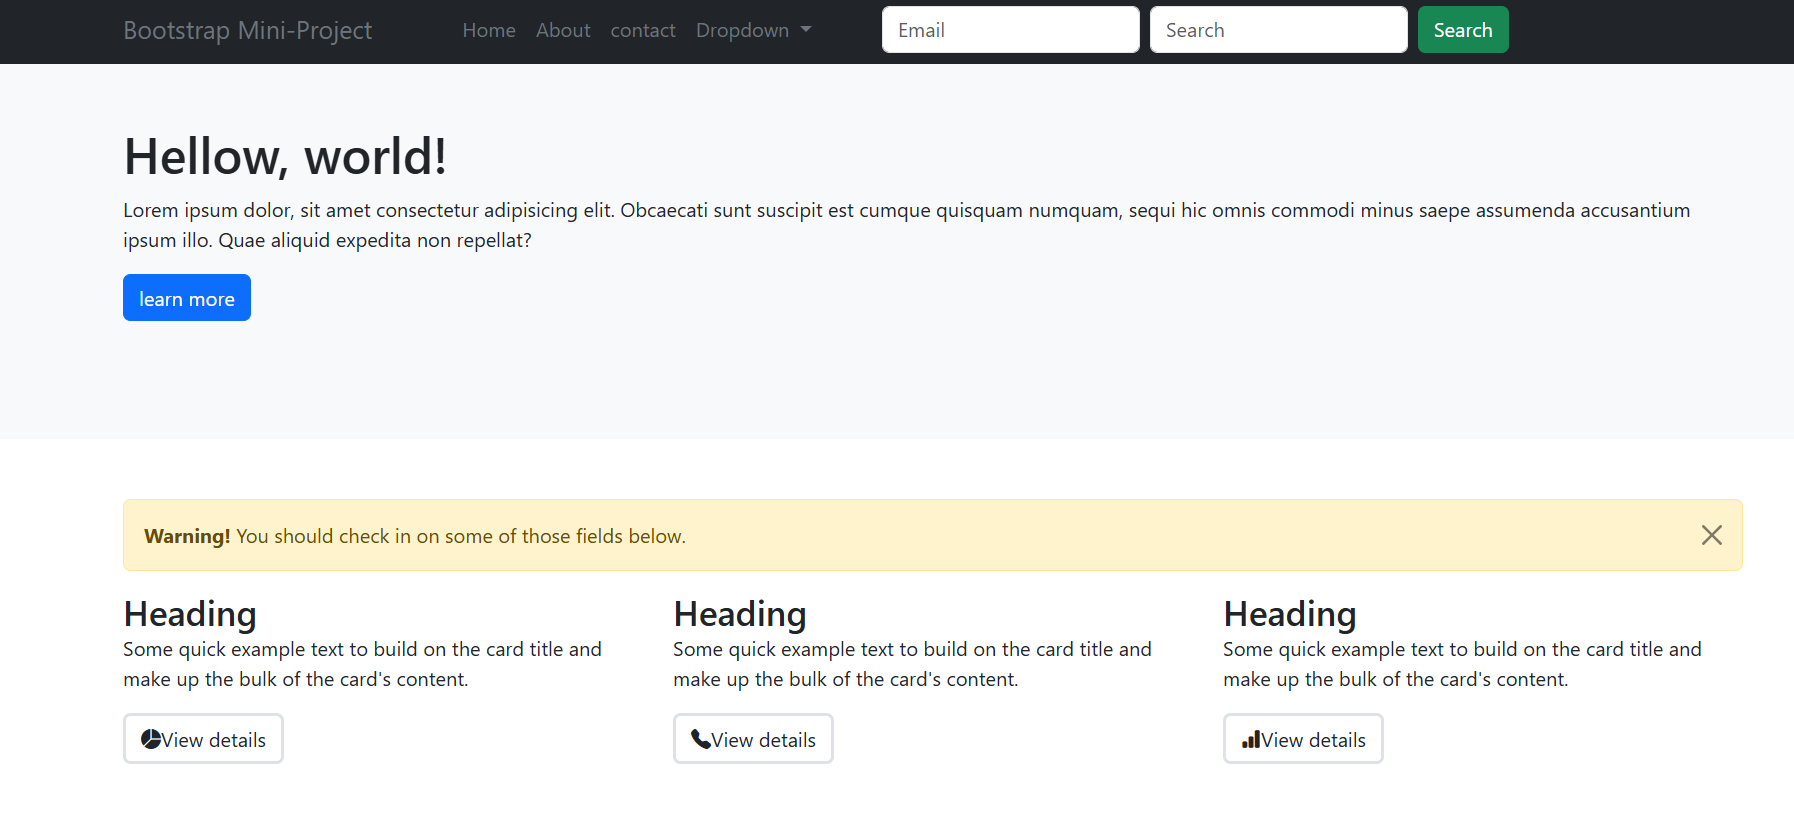 Bootstrap Mini-Project Home About contact Dropdown Email Search Search
Hellow, world!
Lorem ipsum dolor, sit amet consectetur adipisicing elit. Obcaecati sunt suscipit est cumque quisquam numquam, sequi hic omnis commodi minus saepe assumenda accusantium
ipsum illo. Quae aliquid expedita non repellat?
learn more
Warning! You should check in on some of those fields below.
Heading
Some quick example text to build on the card title and
make up the bulk of the card's content.
View details
Heading
Some quick example text to build on the card title and
make up the bulk of the card's content.
View details
Heading
Some quick example text to build on the card title and
make up the bulk of the card's content.
View details